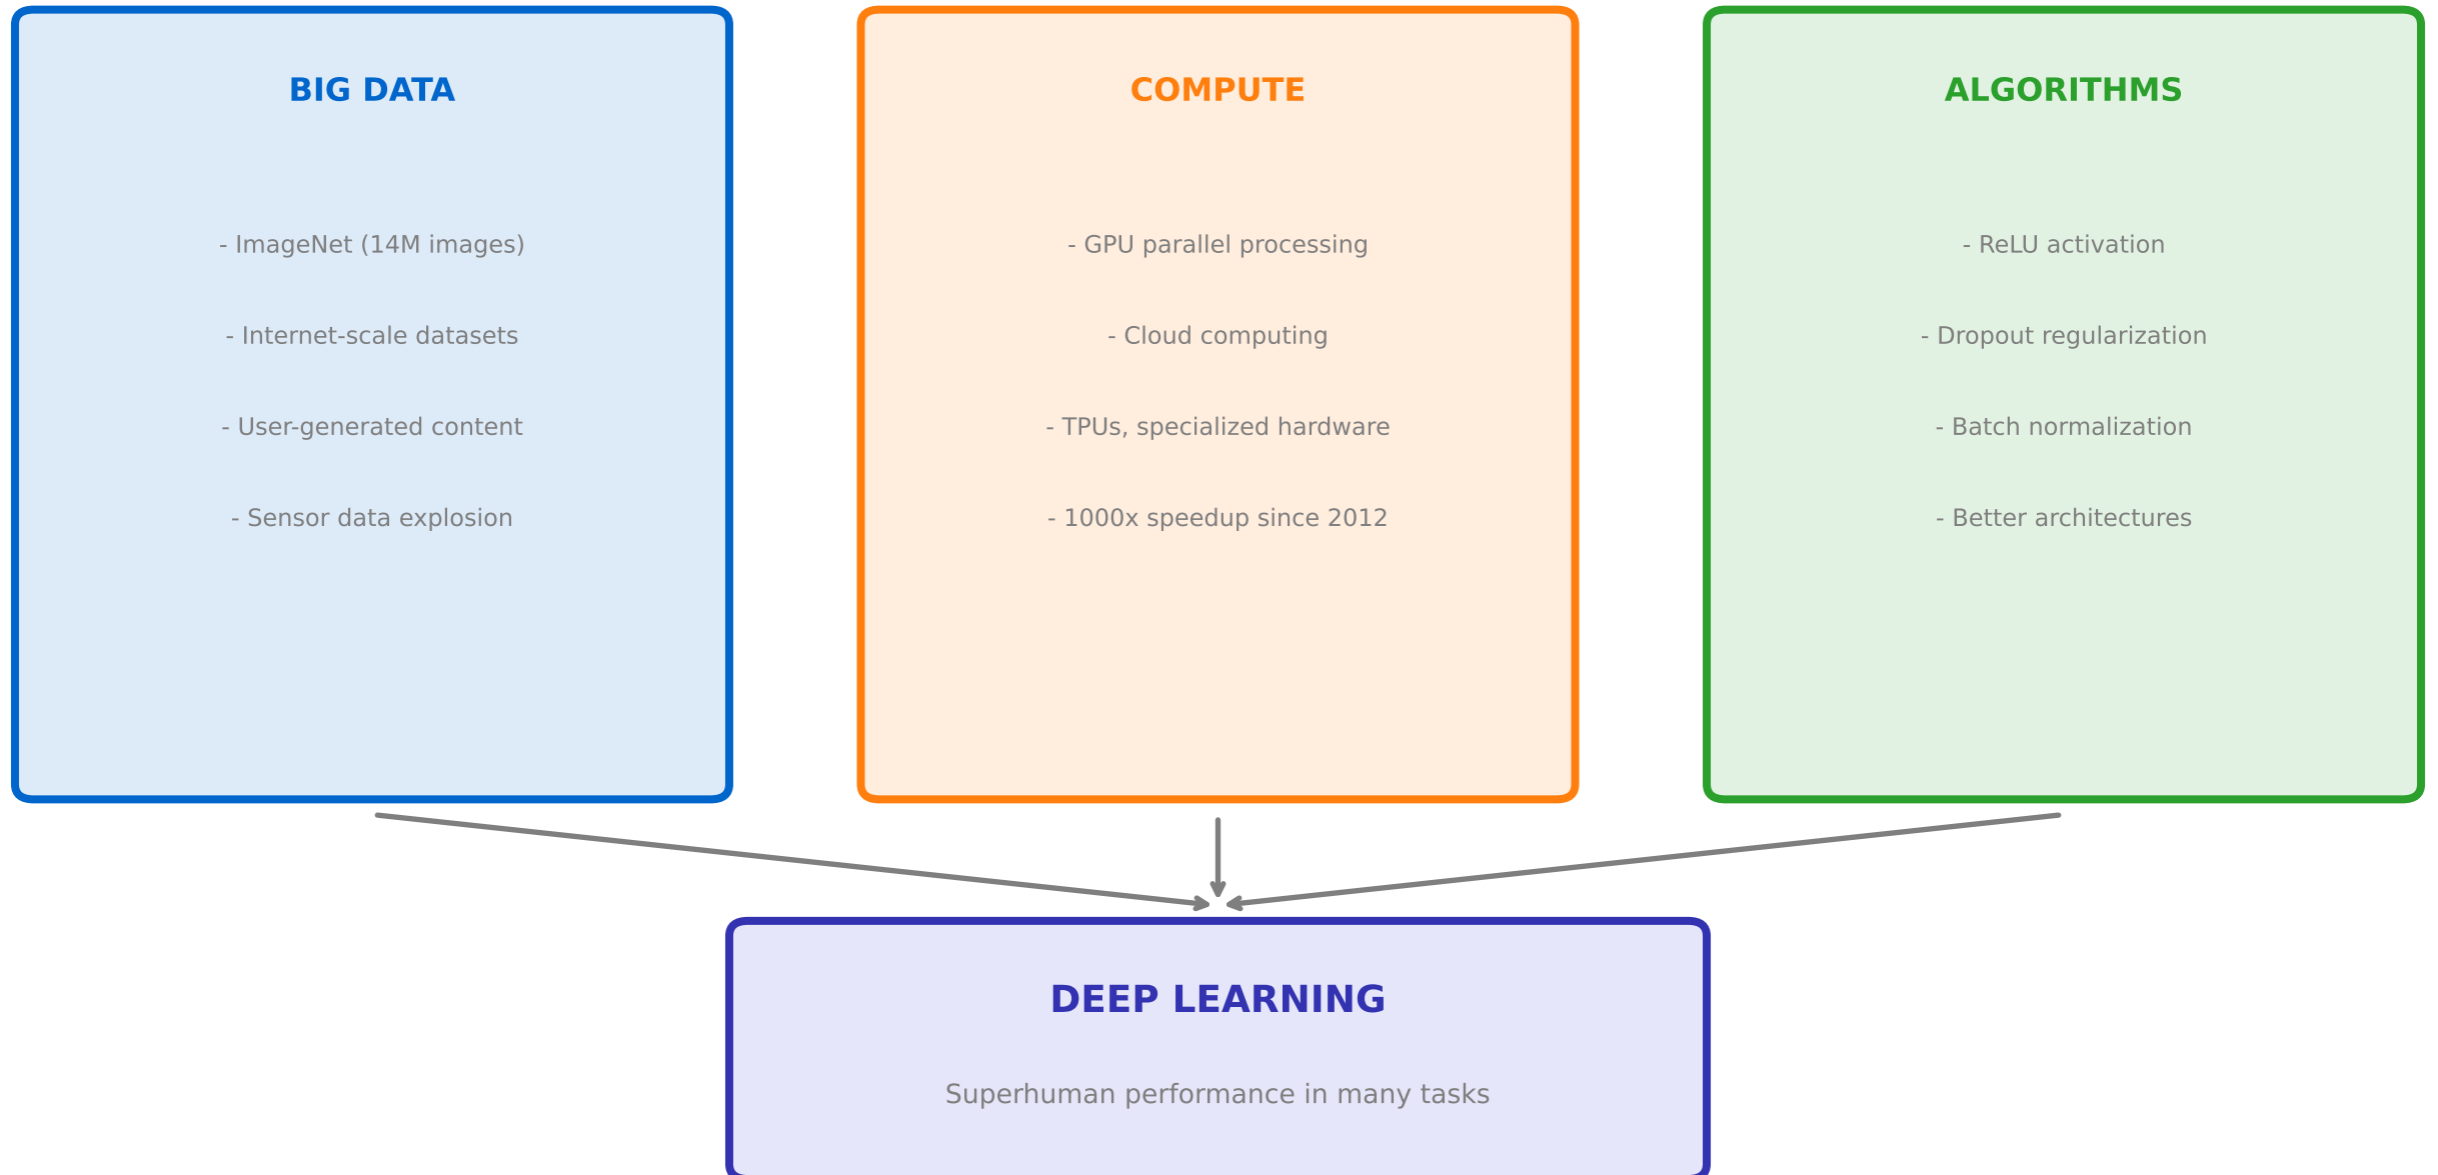 BIG DATA
- ImageNet (14M images)
- Internet-scale datasets
- User-generated content
- Sensor data explosion
COMPUTE
- GPU parallel processing
- Cloud computing
- TPUs, specialized hardware
- 1000x speedup since 2012
ALGORITHMS
- ReLU activation
- Dropout regularization
- Batch normalization
- Better architectures
DEEP LEARNING
Superhuman performance in many tasks